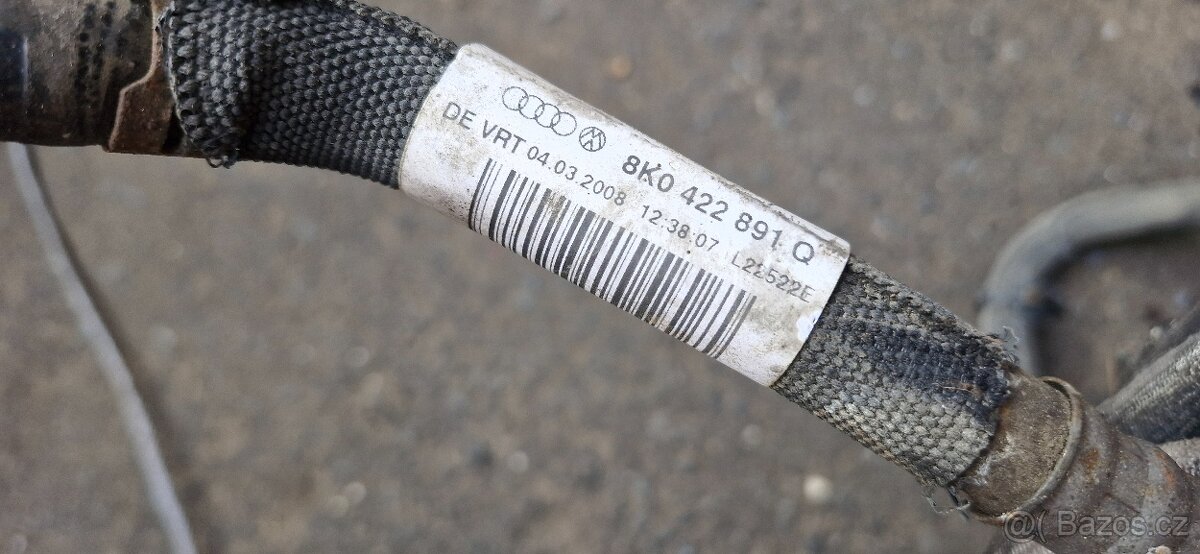 8K0 422 891 Q
DE VRT 04.03.2008 12:38:07 L22522E
@( Bazos.cz